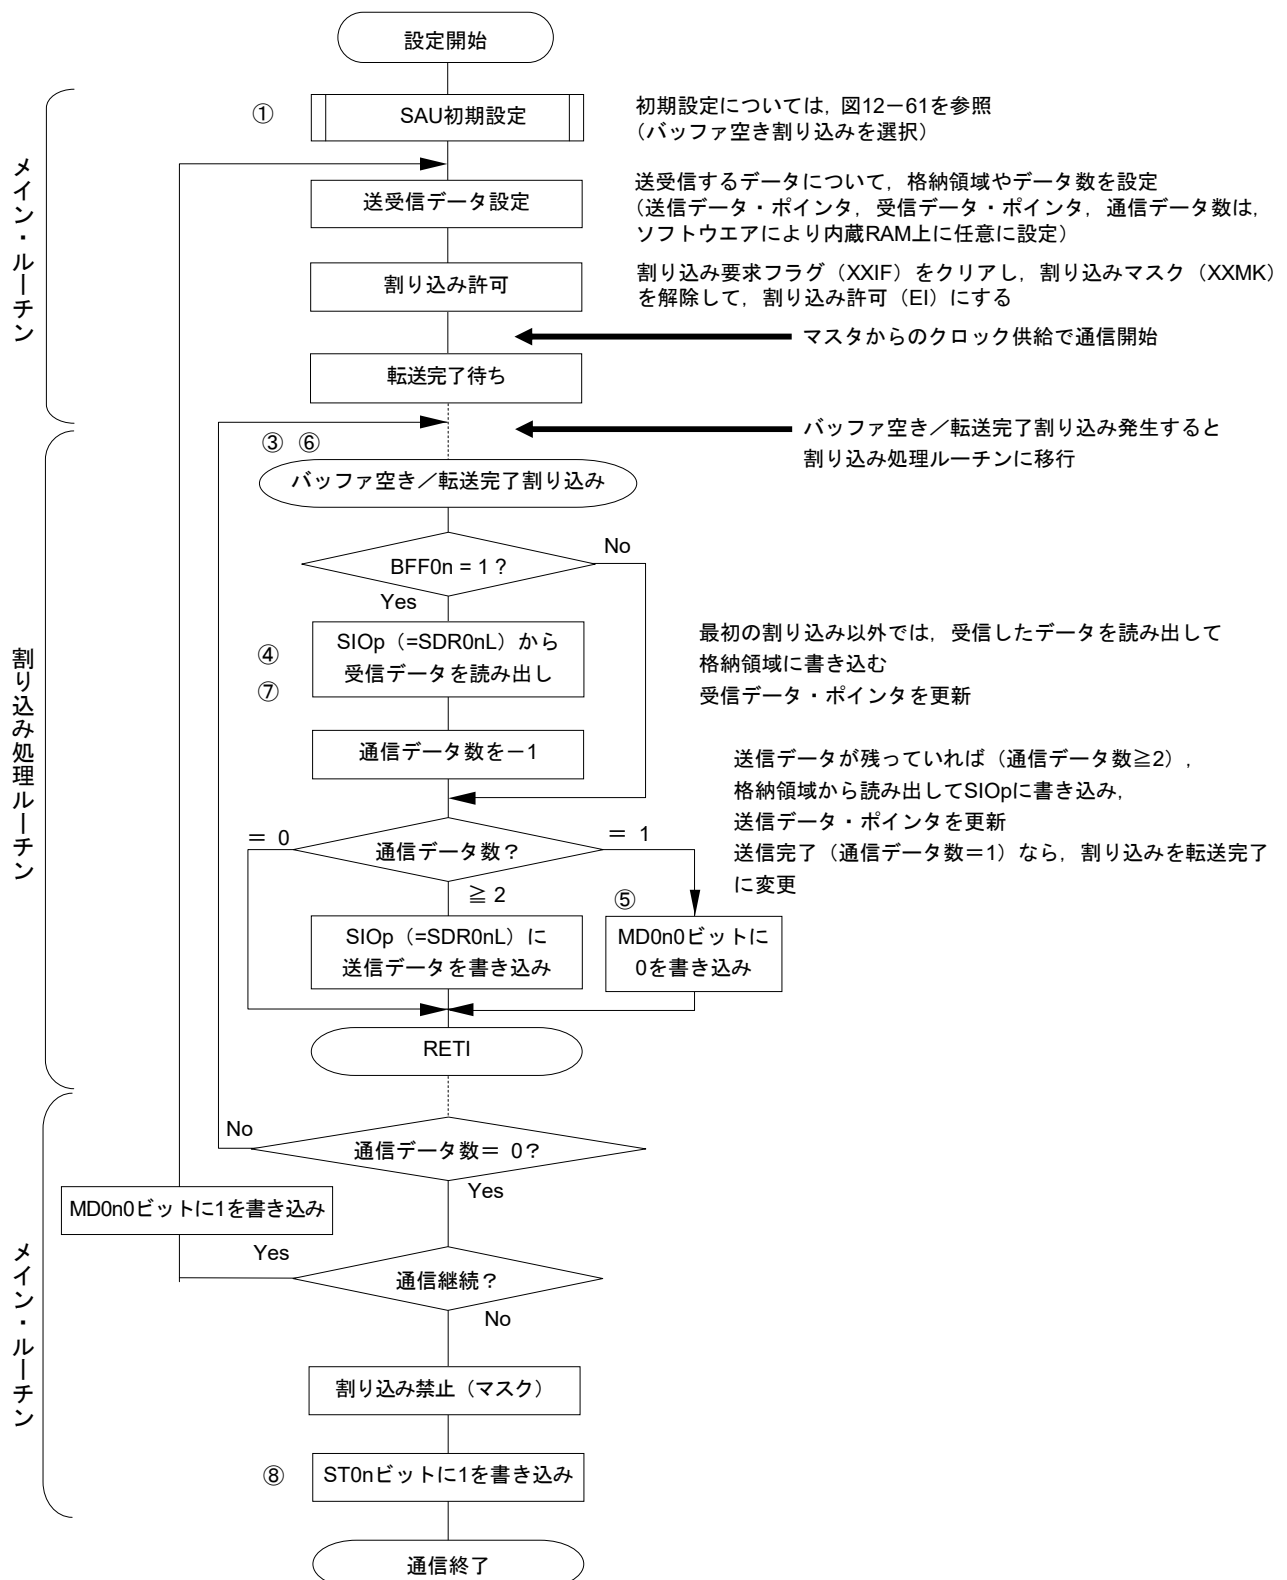 設定開始
メイン・ルーチン
①
SAU初期設定
初期設定については，図12－61を参照
（バッファ空き割り込みを選択）
送受信データ設定
送受信するデータについて，格納領域やデータ数を設定
（送信データ・ポインタ，受信データ・ポインタ，通信データ数は，
ソフトウエアにより内蔵RAM上に任意に設定）
割り込み許可
割り込み要求フラグ（XXIF）をクリアし，割り込みマスク（XXMK）
を解除して，割り込み許可（EI）にする
マスタからのクロック供給で通信開始
転送完了待ち
割り込み処理ルーチン
③ ⑥
バッファ空き／転送完了割り込み発生すると
割り込み処理ルーチンに移行
バッファ空き／転送完了割り込み
BFF0n = 1？
No
Yes
④
⑦
SIOp（=SDR0nL）から
受信データを読み出し
最初の割り込み以外では，受信したデータを読み出して
格納領域に書き込む
受信データ・ポインタを更新
通信データ数を－1
送信データが残っていれば（通信データ数≧2），
格納領域から読み出してSIOpに書き込み，
送信データ・ポインタを更新
送信完了（通信データ数＝1）なら，割り込みを転送完了
に変更
＝ 0
通信データ数？
＝ 1
≧ 2
⑤
SIOp（=SDR0nL）に
送信データを書き込み
MD0n0ビットに
0を書き込み
RETI
メイン・ルーチン
No
通信データ数＝ 0？
Yes
MD0n0ビットに1を書き込み
Yes
通信継続？
No
割り込み禁止（マスク）
⑧
ST0nビットに1を書き込み
通信終了